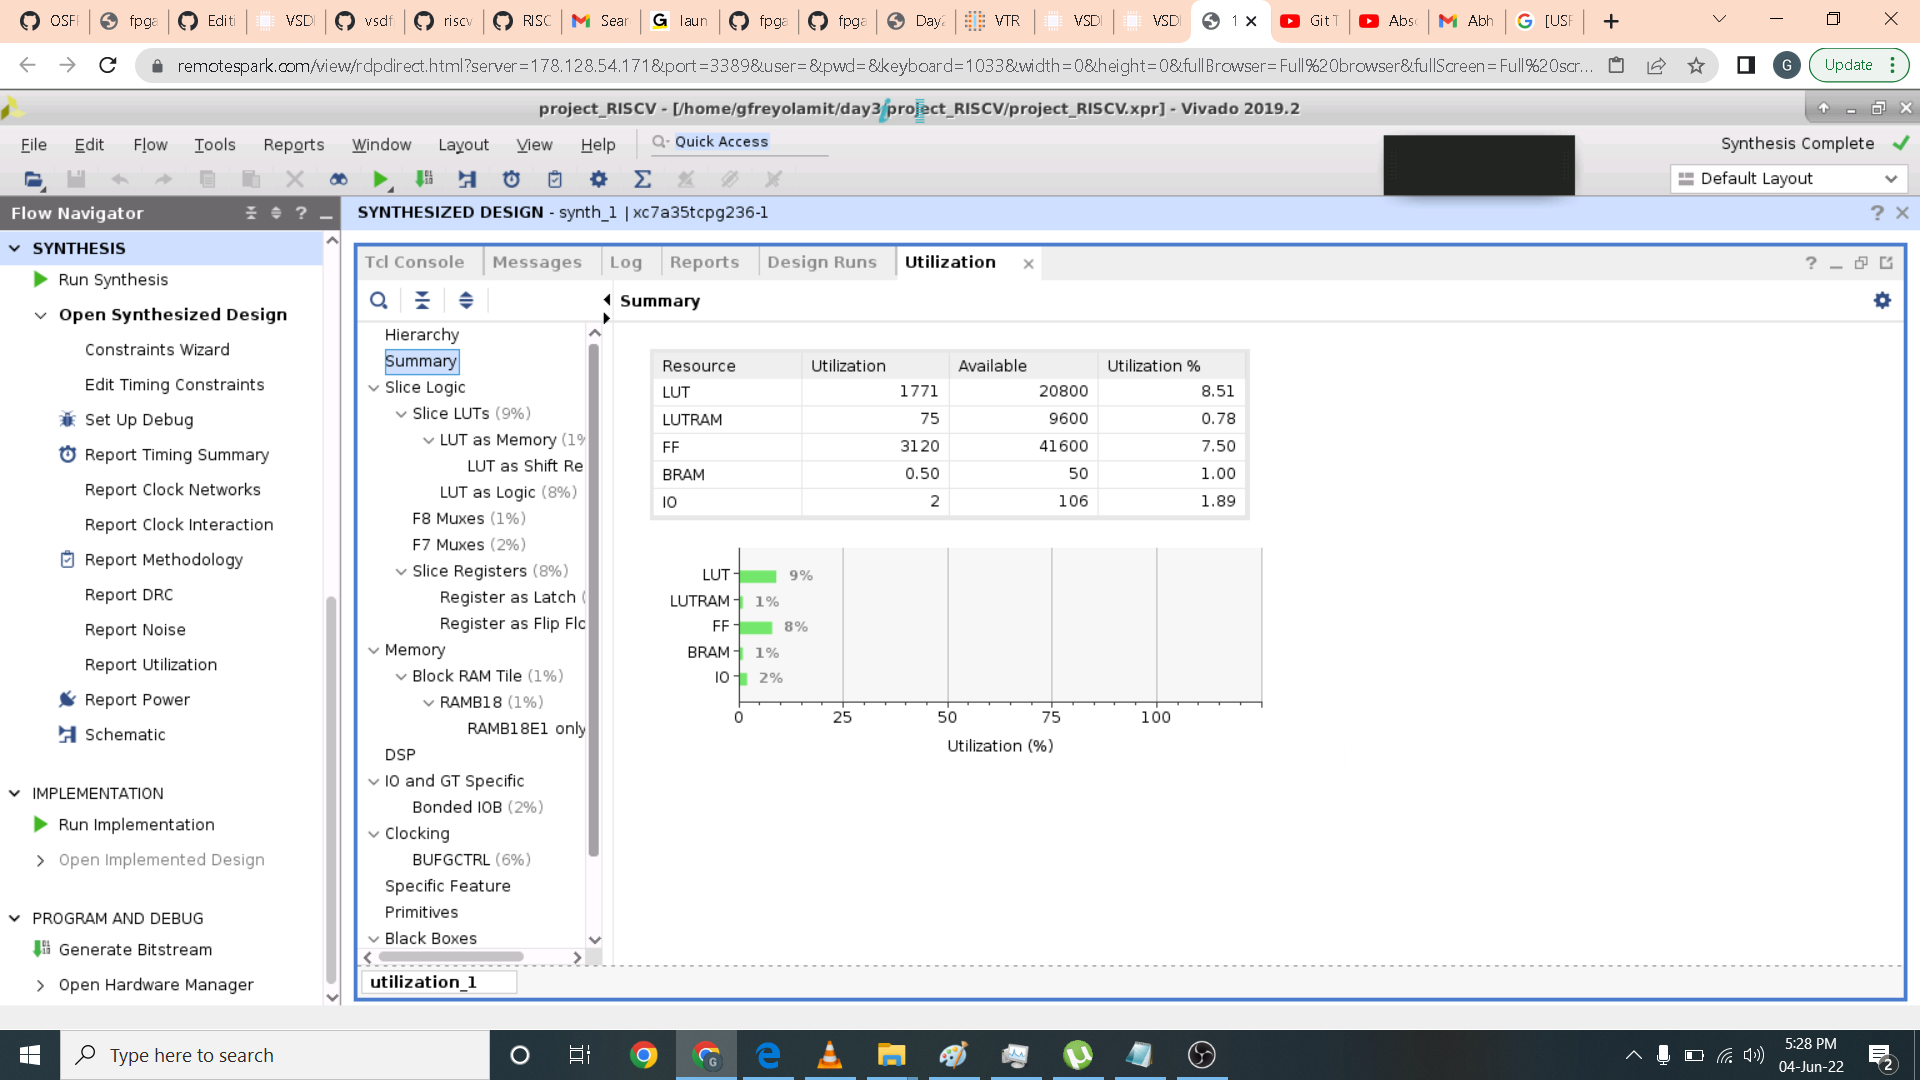 OSFI fpga Editi VSDI vsdf riscv RISC Sear laun fpga fpga Day2 VTR VSDI VSDI 1 Git T Absc Abh [USF
remotespark.com/view/rdpdirect.html?server=178.128.54.171&port=3389&user=&pwd=&keyboard=1033&width=0&height=0&fullBrowser=Full%20browser&fullScreen=Full%20scr... G Update
project_RISCV - [/home/gfreyolamit/day3/project_RISCV/project_RISCV.xpr] - Vivado 2019.2
File Edit Flow Tools Reports Window Layout View Help Quick Access Synthesis Complete
Default Layout
Flow Navigator
SYNTHESIZED DESIGN - synth_1 | xc7a35tcpg236-1
SYNTHESIS
Run Synthesis
Open Synthesized Design
Constraints Wizard
Edit Timing Constraints
Set Up Debug
Report Timing Summary
Report Clock Networks
Report Clock Interaction
Report Methodology
Report DRC
Report Noise
Report Utilization
Report Power
Schematic
IMPLEMENTATION
Run Implementation
Open Implemented Design
PROGRAM AND DEBUG
Generate Bitstream
Open Hardware Manager
Tcl Console Messages Log Reports Design Runs Utilization
Summary
Hierarchy
Summary
Slice Logic
Slice LUTs (9%)
LUT as Memory (1%
LUT as Shift Re
LUT as Logic (8%)
F8 Muxes (1%)
F7 Muxes (2%)
Slice Registers (8%)
Register as Latch (
Register as Flip Flo
Memory
Block RAM Tile (1%)
RAMB18 (1%)
RAMB18E1 only
DSP
IO and GT Specific
Bonded IOB (2%)
Clocking
BUFGCTRL (6%)
Specific Feature
Primitives
Black Boxes
Resource Utilization Available Utilization %
LUT 1771 20800 8.51
LUTRAM 75 9600 0.78
FF 3120 41600 7.50
BRAM 0.50 50 1.00
IO 2 106 1.89
LUT 9%
LUTRAM 1%
FF 8%
BRAM 1%
IO 2%
0 25 50 75 100
Utilization (%)
utilization_1
Type here to search
5:28 PM
04-Jun-22
2